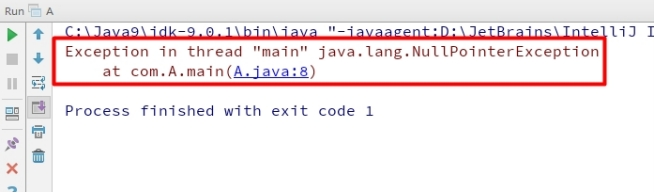 Run A
C:\Java9\jdk-9.0.1\bin\java "-javaagent:D:\JetBrains\IntelliJ I
Exception in thread "main" java.lang.NullPointerException
at com.A.main(A.java:8)
Process finished with exit code 1